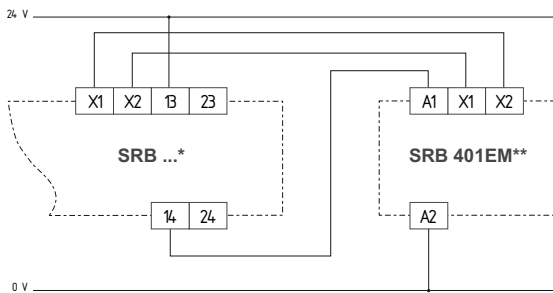 24 V
X1 X2 13 23
A1 X1 X2
SRB ...*
SRB 401EM**
14 24
A2
0 V